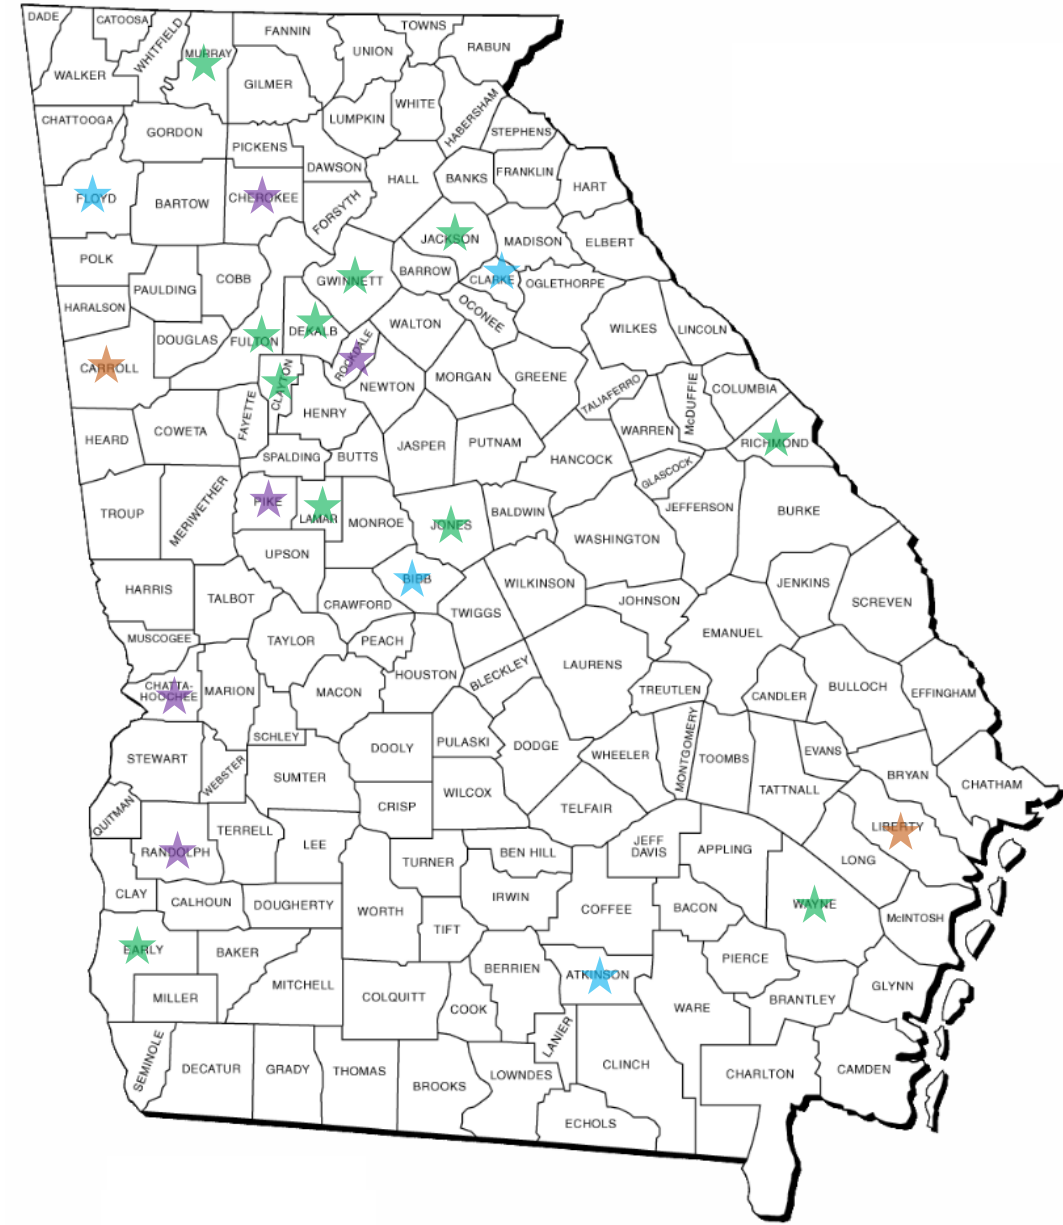 DADE
CATOOSA
WHITFIELD
MURRAY
FANNIN
UNION
TOWNS
RABUN
WALKER
GILMER
LUMPKIN
WHITE
HABERSHAM
STEPHENS
CHATTOOGA
GORDON
PICKENS
DAWSON
HALL
BANKS
FRANKLIN
HART
FLOYD
BARTOW
CHEROKEE
FORSYTH
JACKSON
MADISON
ELBERT
POLK
PAULDING
COBB
GWINNETT
BARROW
CLARKE
OGLETHORPE
OCONEE
HARALSON
DOUGLAS
FULTON
DEKALB
ROCKDALE
WALTON
WILKES
LINCOLN
CARROLL
CLAYTON
NEWTON
MORGAN
GREENE
TALIAFERRO
McDUFFIE
COLUMBIA
HEARD
COWETA
FAYETTE
HENRY
SPALDING
BUTTS
JASPER
PUTNAM
HANCOCK
WARREN
GLASCOCK
RICHMOND
TROUP
MERIWETHER
PIKE
LAMAR
MONROE
JONES
BALDWIN
WASHINGTON
JEFFERSON
BURKE
UPSON
BIBB
WILKINSON
JENKINS
SCREVEN
HARRIS
TALBOT
CRAWFORD
TWIGGS
JOHNSON
EMANUEL
MUSCOGEE
TAYLOR
PEACH
HOUSTON
BLECKLEY
LAURENS
TREUTLEN
CANDLER
BULLOCH
EFFINGHAM
CHATTA-
HOOCHEE
MARION
MACON
SCHLEY
DOOLY
PULASKI
DODGE
WHEELER
MONTGOMERY
TOOMBS
EVANS
BRYAN
CHATHAM
STEWART
WEBSTER
SUMTER
CRISP
WILCOX
TELFAIR
TATTNALL
QUITMAN
RANDOLPH
TERRELL
LEE
TURNER
BEN HILL
JEFF
DAVIS
APPLING
LONG
LIBERTY
CLAY
CALHOUN
DOUGHERTY
WORTH
TIFT
IRWIN
COFFEE
BACON
WAYNE
McINTOSH
EARLY
BAKER
MITCHELL
COLQUITT
COOK
BERRIEN
ATKINSON
PIERCE
WARE
BRANTLEY
GLYNN
MILLER
SEMINOLE
DECATUR
GRADY
THOMAS
BROOKS
LOWNDES
LANIER
CLINCH
ECHOLS
CHARLTON
CAMDEN